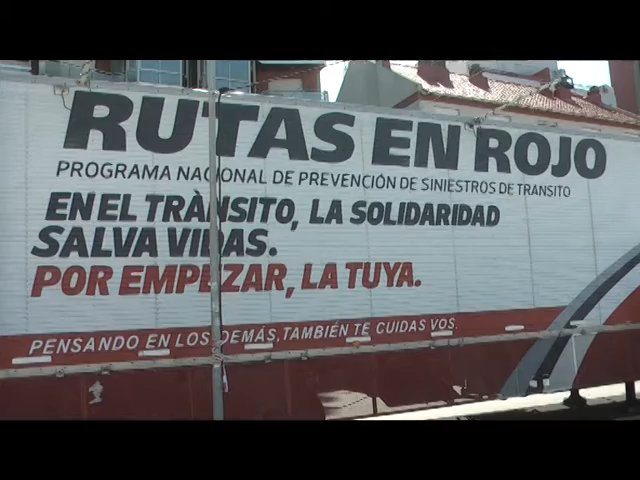 RUTAS EN ROJO
PROGRAMA NACIONAL DE PREVENCIÓN DE SINIESTROS DE TRANSITO
EN EL TRÀNSITO, LA SOLIDARIDAD
SALVA VIDAS.
POR EMPEZAR, LA TUYA.
PENSANDO EN LOS DEMÁS, TAMBIÉN TE CUIDAS VOS.